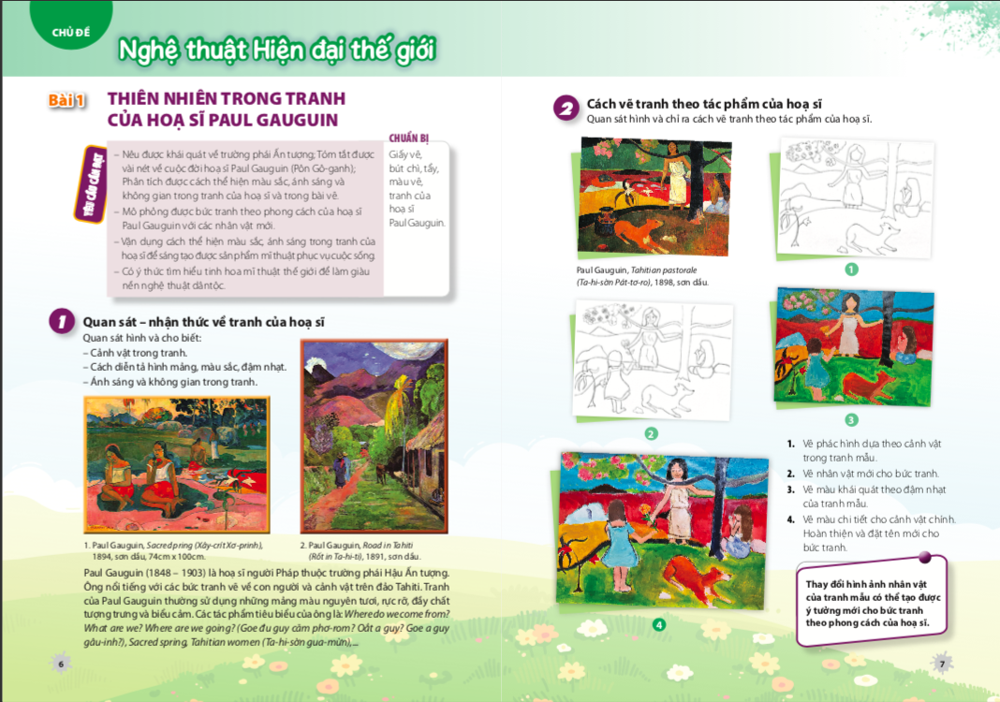 CHỦ ĐỀ
Nghệ thuật Hiện đại thế giới
Bài 1
THIÊN NHIÊN TRONG TRANH
CỦA HOẠ SĨ PAUL GAUGUIN
YÊU CẦU CẦN ĐẠT
– Nêu được khái quát về trường phái Ấn tượng; Tóm tắt được
vài nét về cuộc đời hoạ sĩ Paul Gauguin (Pôn Gô-ganh);
Phân tích được cách thể hiện màu sắc, ánh sáng và
không gian trong tranh của hoạ sĩ và trong bài vẽ.
– Mô phỏng được bức tranh theo phong cách của hoạ sĩ
Paul Gauguin với các nhân vật mới.
– Vận dụng cách thể hiện màu sắc, ánh sáng trong tranh của
hoạ sĩ để sáng tạo được sản phẩm mĩ thuật phục vụ cuộc sống.
– Có ý thức tìm hiểu tinh hoa mĩ thuật thế giới để làm giàu
nền nghệ thuật dân tộc.
CHUẨN BỊ
Giấy vẽ,
bút chì, tẩy,
màu vẽ,
tranh của
hoạ sĩ
Paul Gauguin.
1
Quan sát – nhận thức về tranh của hoạ sĩ
Quan sát hình và cho biết:
– Cảnh vật trong tranh.
– Cách diễn tả hình mảng, màu sắc, đậm nhạt.
– Ánh sáng và không gian trong tranh.
1. Paul Gauguin, Sacred pring (Xây-crít Xơ-prinh),
1894, sơn dầu, 74cm x 100cm.
2. Paul Gauguin, Road in Tahiti
(Rốt in Ta-hi-ti), 1891, sơn dầu.
Paul Gauguin (1848 – 1903) là hoạ sĩ người Pháp thuộc trường phái Hậu Ấn tượng.
Ông nổi tiếng với các bức tranh vẽ về con người và cảnh vật trên đảo Tahiti. Tranh
của Paul Gauguin thường sử dụng những mảng màu nguyên tươi, rực rỡ, đầy chất
tượng trưng và biểu cảm. Các tác phẩm tiêu biểu của ông là: Where do we come from?
What are we? Where are we going? (Goe đu guy căm phơ-rom? Oắt a guy? Goe a guy
gâu-inh?), Sacred spring, Tahitian women (Ta-hi-sờn gua-mừn),...
6
2
Cách vẽ tranh theo tác phẩm của hoạ sĩ
Quan sát hình và chỉ ra cách vẽ tranh theo tác phẩm của hoạ sĩ.
Paul Gauguin, Tahitian pastorale
(Ta-hi-sờn Pát-tơ-ro), 1898, sơn dầu.
1
2
3
4
1. Vẽ phác hình dựa theo cảnh vật
trong tranh mẫu.
2. Vẽ nhân vật mới cho bức tranh.
3. Vẽ màu khái quát theo đậm nhạt
của tranh mẫu.
4. Vẽ màu chi tiết cho cảnh vật chính.
Hoàn thiện và đặt tên mới cho
bức tranh.
Thay đổi hình ảnh nhân vật
của tranh mẫu có thể tạo được
ý tưởng mới cho bức tranh
theo phong cách của hoạ sĩ.
7